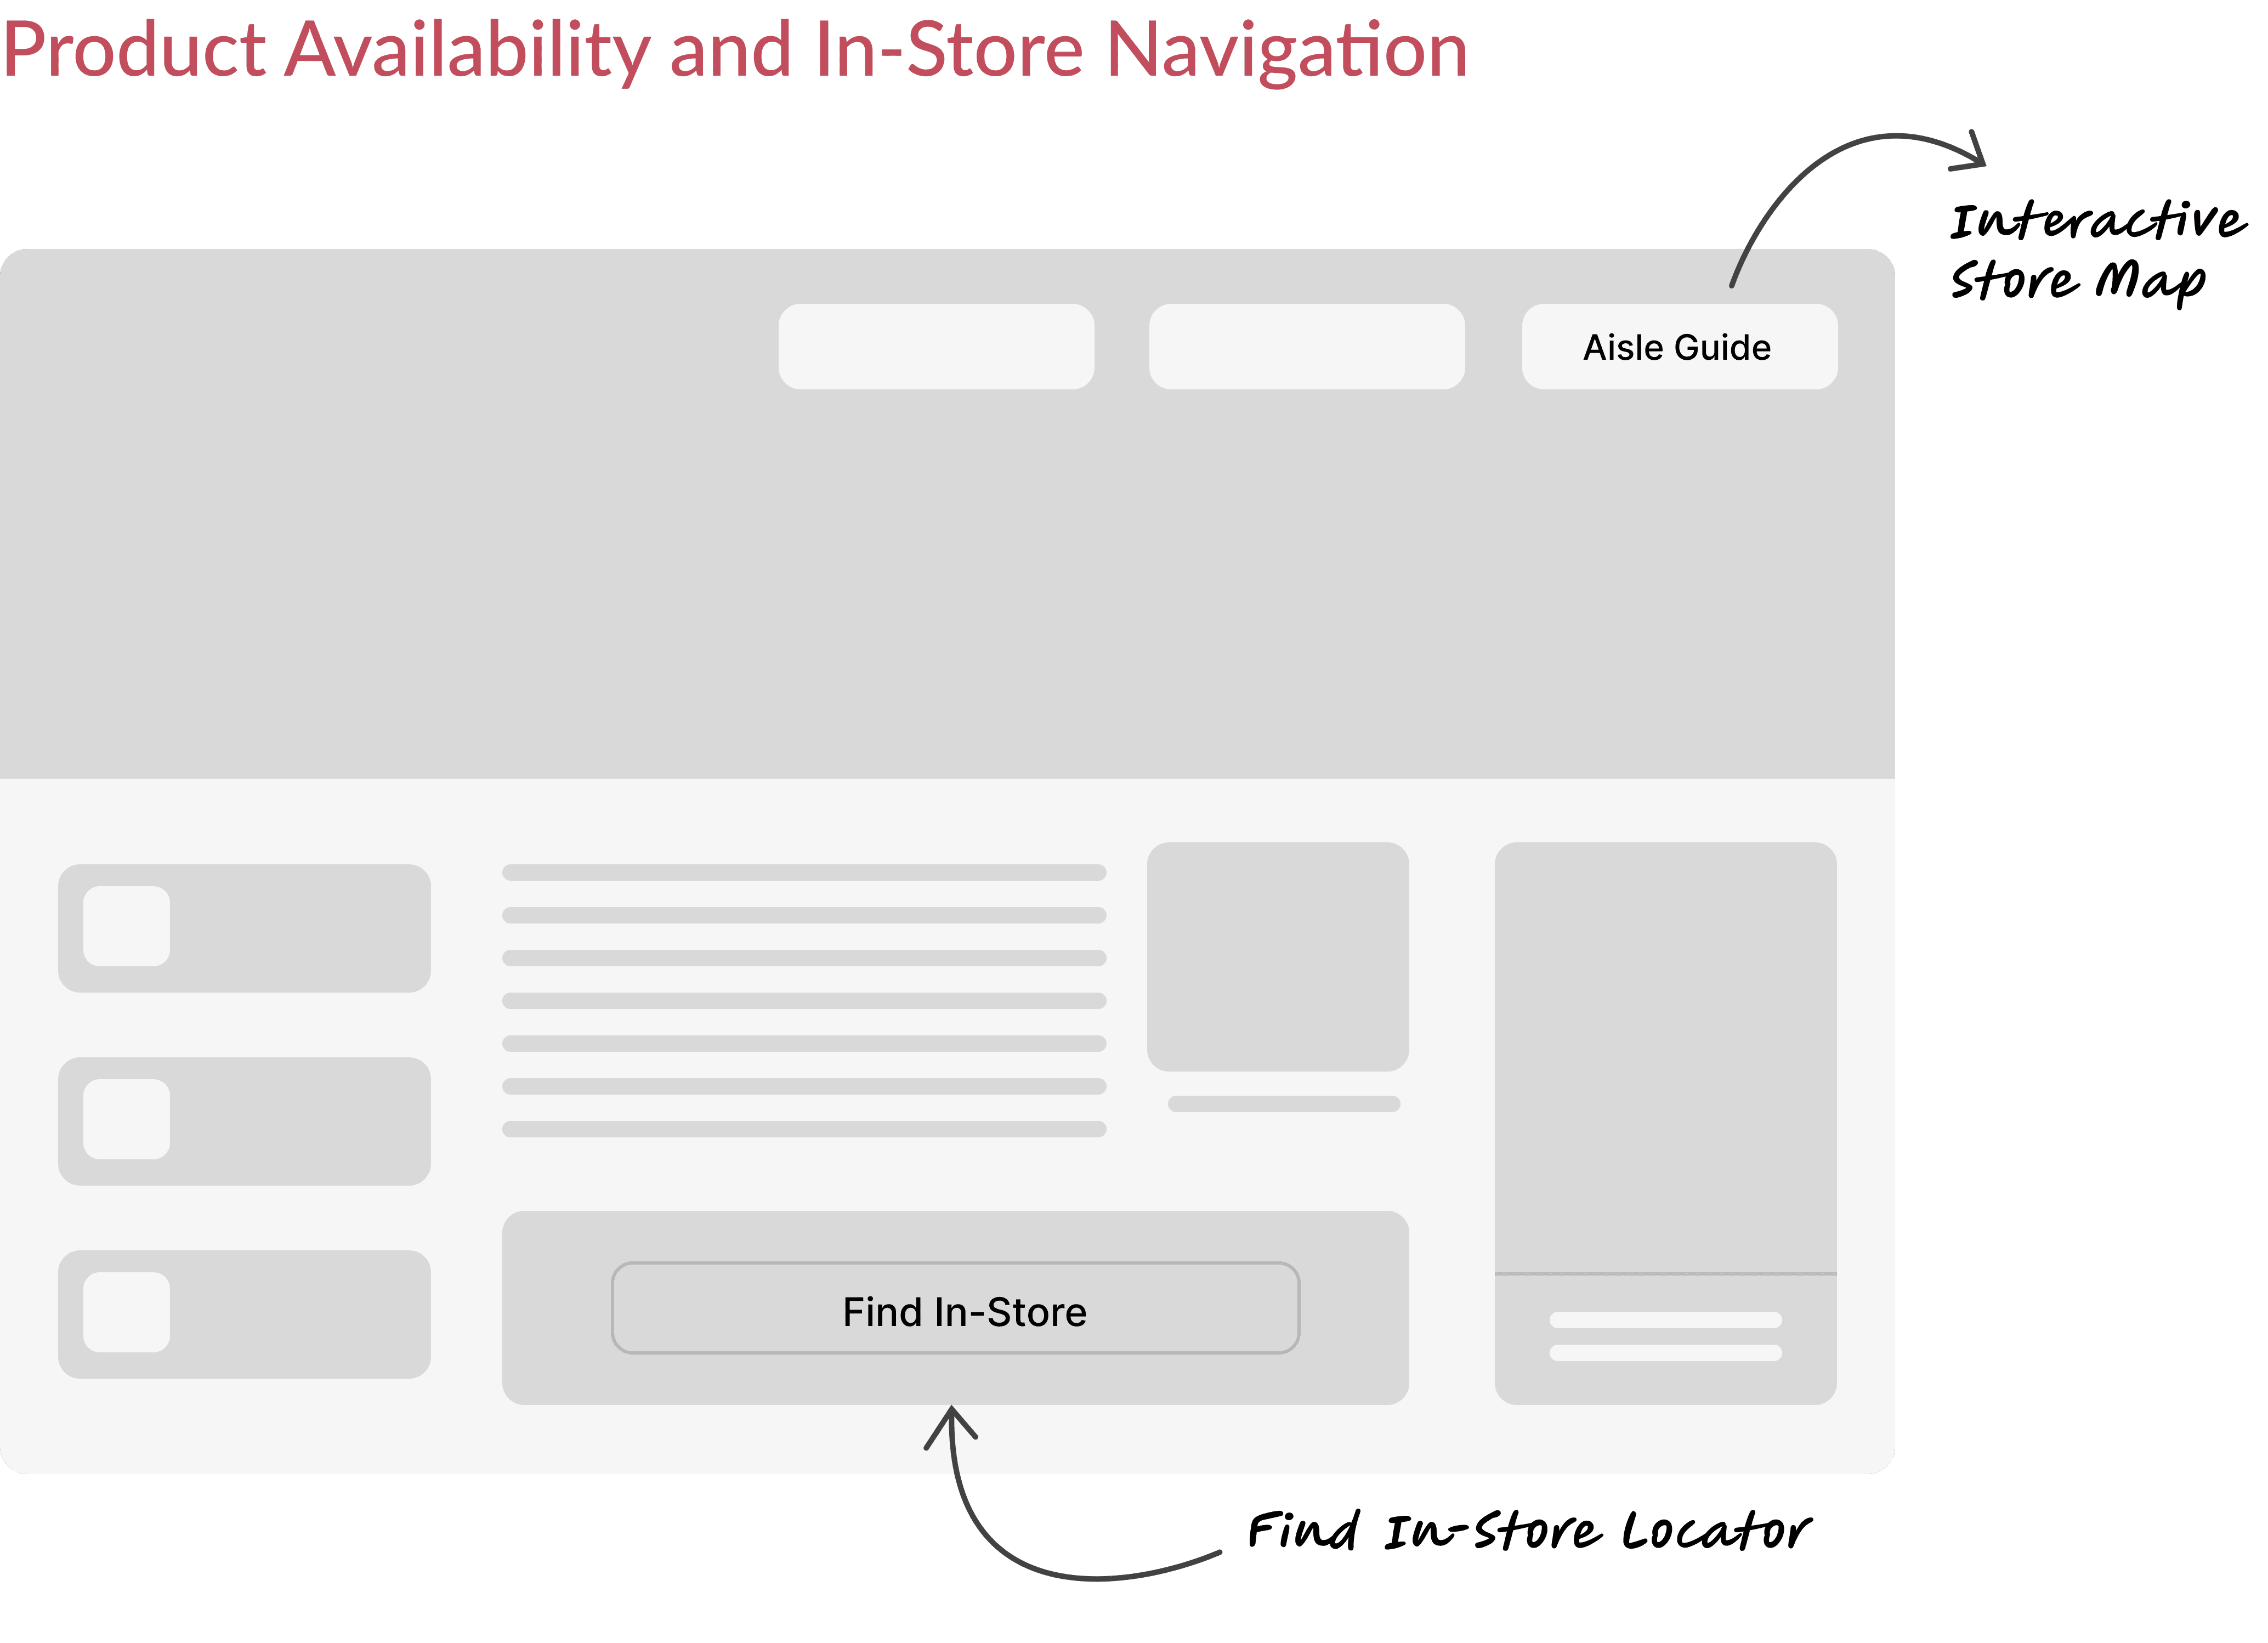 Product Availability and In-Store Navigation
Interactive
Store Map
Aisle Guide
Find In-Store
Find In-Store Locator